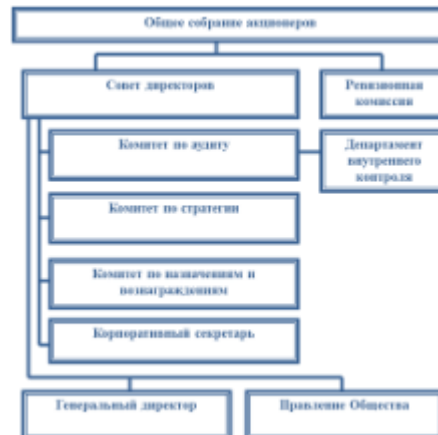 Общее собрание акционеров
Совет директоров
Ревизионная
комиссия
Комитет по аудиту
Департамент
внутреннего
контроля
Комитет по стратегии
Комитет по назначениям и
вознаграждениям
Корпоративный секретарь
Генеральный директор
Правление Общества